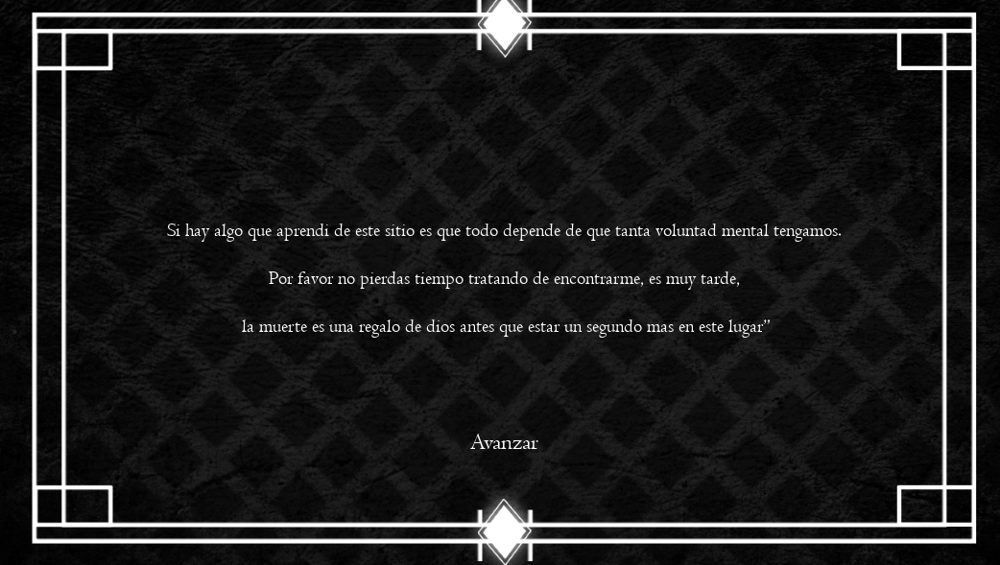 Si hay algo que aprendi de este sitio es que todo depende de que tanta voluntad mental tengamos.
Por favor no pierdas tiempo tratando de encontrarme, es muy tarde,
la muerte es una regalo de dios antes que estar un segundo mas en este lugar”
Avanzar